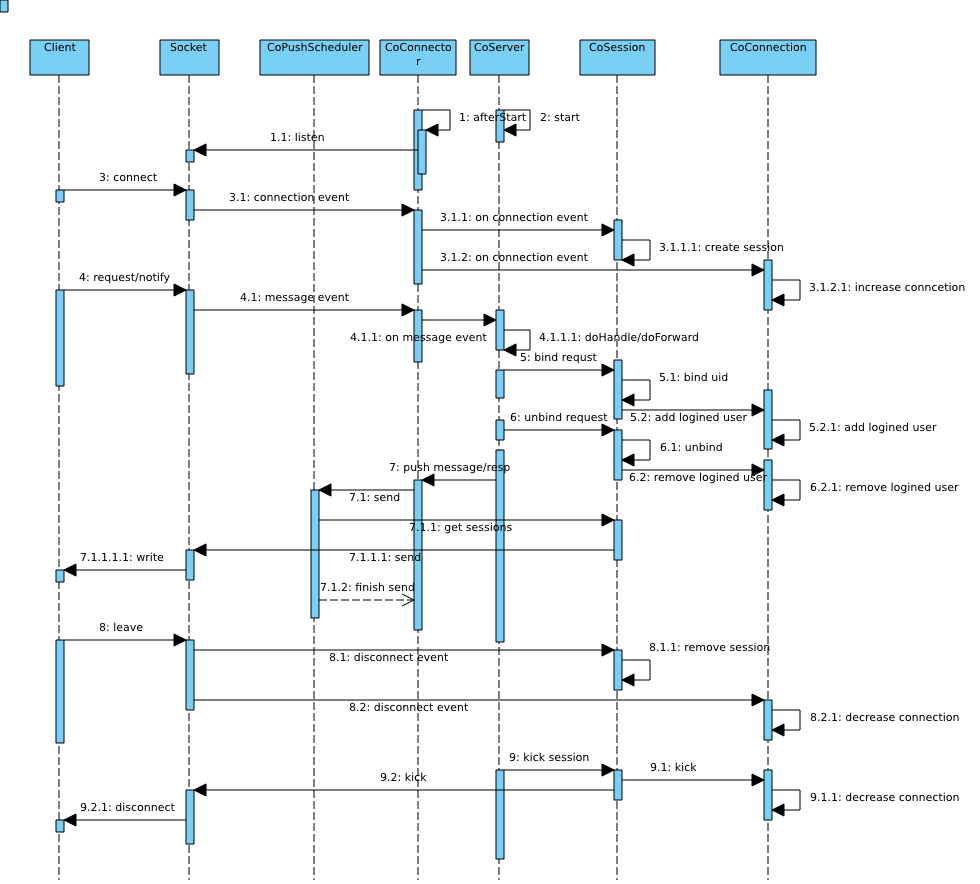 Client
Socket
CoPushScheduler
CoConnecto
r
CoServer
CoSession
CoConnection
1: afterStart
2: start
1.1: listen
3: connect
3.1: connection event
3.1.1: on connection event
3.1.1.1: create session
3.1.2: on connection event
4: request/notify
3.1.2.1: increase conncetion
4.1: message event
4.1.1: on message event
4.1.1.1: doHandle/doForward
5: bind requst
5.1: bind uid
6: unbind request
5.2: add logined user
5.2.1: add logined user
6.1: unbind
7: push message/resp
6.2: remove logined user
6.2.1: remove logined user
7.1: send
7.1.1: get sessions
7.1.1.1.1: write
7.1.1.1: send
7.1.2: finish send
8: leave
8.1: disconnect event
8.1.1: remove session
8.2: disconnect event
8.2.1: decrease connection
9: kick session
9.1: kick
9.2: kick
9.1.1: decrease connection
9.2.1: disconnect